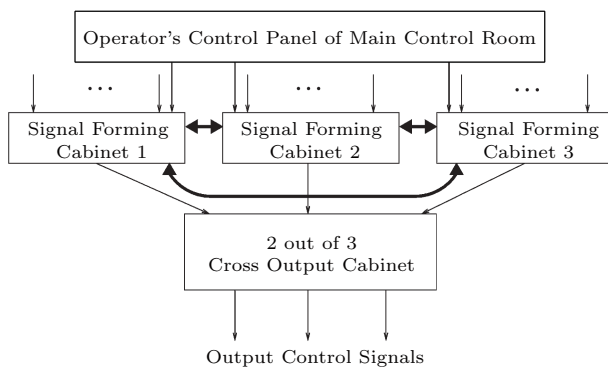 Operator's Control Panel of Main Control Room
... ... ...
Signal Forming
Cabinet 1
Signal Forming
Cabinet 2
Signal Forming
Cabinet 3
2 out of 3
Cross Output Cabinet
Output Control Signals